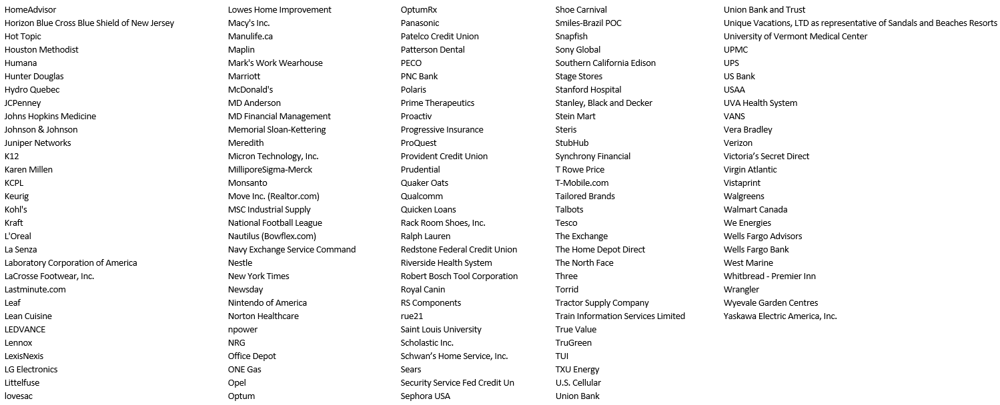 HomeAdvisor
Horizon Blue Cross Blue Shield of New Jersey
Hot Topic
Houston Methodist
Humana
Hunter Douglas
Hydro Quebec
JCPenney
Johns Hopkins Medicine
Johnson & Johnson
Juniper Networks
K12
Karen Millen
KCPL
Keurig
Kohl's
Kraft
L'Oreal
La Senza
Laboratory Corporation of America
LaCrosse Footwear, Inc.
Lastminute.com
Leaf
Lean Cuisine
LEDVANCE
Lennox
LexisNexis
LG Electronics
Littelfuse
lovesac
Lowes Home Improvement
Macy's Inc.
Manulife.ca
Maplin
Mark's Work Wearhouse
Marriott
McDonald's
MD Anderson
MD Financial Management
Memorial Sloan-Kettering
Meredith
Micron Technology, Inc.
MilliporeSigma-Merck
Monsanto
Move Inc. (Realtor.com)
MSC Industrial Supply
National Football League
Nautilus (Bowflex.com)
Navy Exchange Service Command
Nestle
New York Times
Newsday
Nintendo of America
Norton Healthcare
npower
NRG
Office Depot
ONE Gas
Opel
Optum
OptumRx
Panasonic
Patelco Credit Union
Patterson Dental
PECO
PNC Bank
Polaris
Prime Therapeutics
Proactiv
Progressive Insurance
ProQuest
Provident Credit Union
Prudential
Quaker Oats
Qualcomm
Quicken Loans
Rack Room Shoes, Inc.
Ralph Lauren
Redstone Federal Credit Union
Riverside Health System
Robert Bosch Tool Corporation
Royal Canin
RS Components
rue21
Saint Louis University
Scholastic Inc.
Schwan’s Home Service, Inc.
Sears
Security Service Fed Credit Un
Sephora USA
Shoe Carnival
Smiles-Brazil POC
Snapfish
Sony Global
Southern California Edison
Stage Stores
Stanford Hospital
Stanley, Black and Decker
Stein Mart
Steris
StubHub
Synchrony Financial
T Rowe Price
T-Mobile.com
Tailored Brands
Talbots
Tesco
The Exchange
The Home Depot Direct
The North Face
Three
Torrid
Tractor Supply Company
Train Information Services Limited
True Value
TruGreen
TUI
TXU Energy
U.S. Cellular
Union Bank
Union Bank and Trust
Unique Vacations, LTD as representative of Sandals and Beaches Resorts
University of Vermont Medical Center
UPMC
UPS
US Bank
USAA
UVA Health System
VANS
Vera Bradley
Verizon
Victoria’s Secret Direct
Virgin Atlantic
Vistaprint
Walgreens
Walmart Canada
We Energies
Wells Fargo Advisors
Wells Fargo Bank
West Marine
Whitbread - Premier Inn
Wrangler
Wyevale Garden Centres
Yaskawa Electric America, Inc.